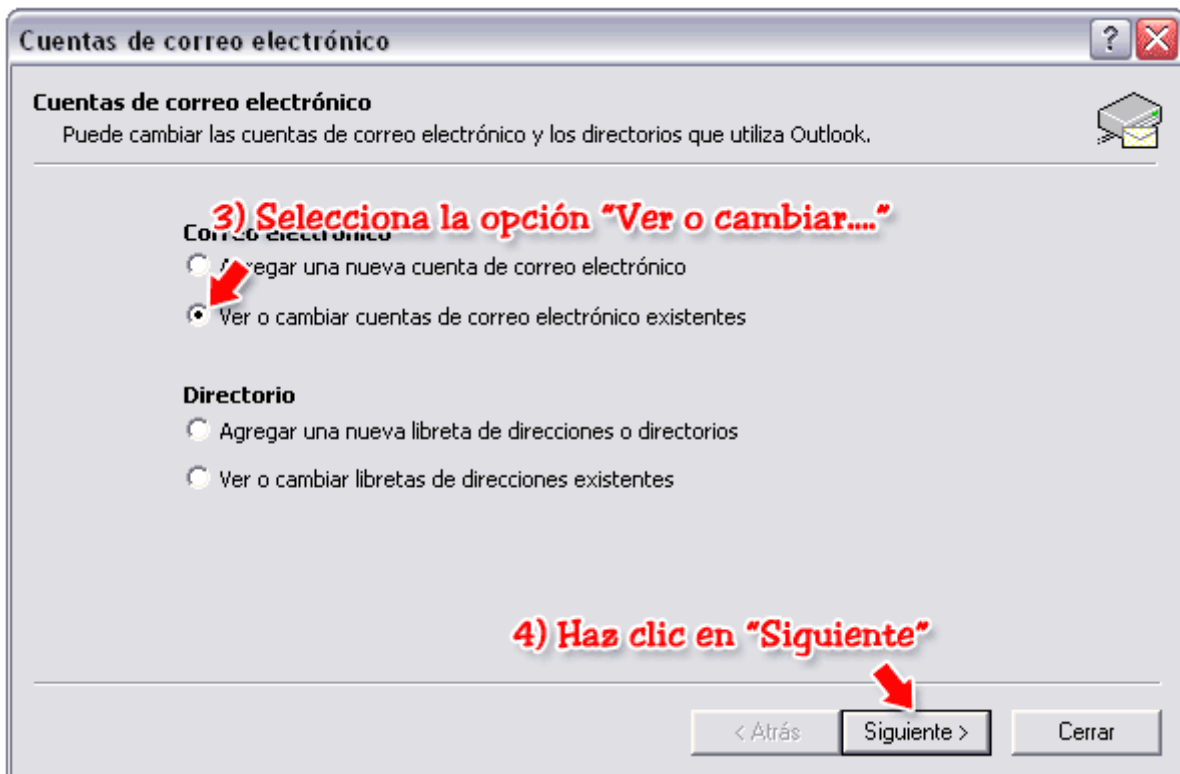 Cuentas de correo electrónico
Cuentas de correo electrónico
Puede cambiar las cuentas de correo electrónico y los directorios que utiliza Outlook.
3) Selecciona la opción "Ver o cambiar...."
Correo electrónico
Agregar una nueva cuenta de correo electrónico
Ver o cambiar cuentas de correo electrónico existentes
Directorio
Agregar una nueva libreta de direcciones o directorios
Ver o cambiar libretas de direcciones existentes
4) Haz clic en "Siguiente"
< Atrás Siguiente > Cerrar